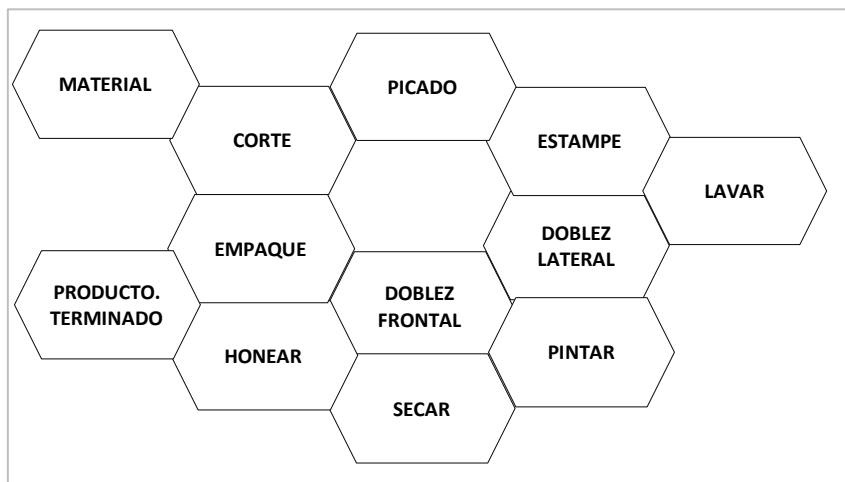 MATERIAL
PICADO
CORTE
ESTAMPE
LAVAR
EMPAQUE
DOBLEZ
LATERAL
PRODUCTO.
TERMINADO
DOBLEZ
FRONTAL
HONEAR
PINTAR
SECAR